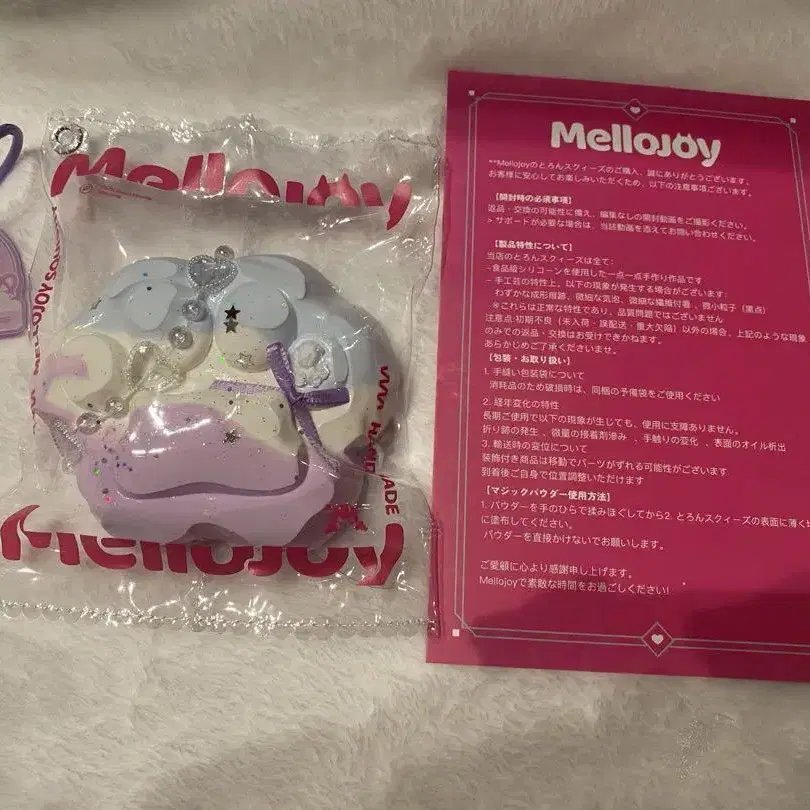 Mellojoy
HANDMADE
Mellojoy
Mellojoy
**Mellojoyのとろんスクィーズのご購入、誠にありがとうございます。
お客様に安心してお楽しみいただくため、以下の注意事項ございます。
【開封時の必須事項】
返品・交換の可能性に備え、編集なしの開封動画をご撮影ください。
> サポートが必要な場合は、当該動画を添えてお問い合わせください。
【製品特性について】
当店のとろんスクィーズは全て:
-食品級シリコーンを使用した一点一点手作り作品です
- 手工芸の特性上、以下の現象が発生する場合がございます:
わずかな成形痕跡、微細な気泡、微細な繊維付着、微小粒子（黒点）
※これらは正常な特性であり、品質問題ではございません
注意点:初期不良（未入荷・誤配送・重大欠陥）以外の場合、上記のような現象
のみでの返品・交換はお受けできかねます。
あらかじめご了承くださいませ。
【包装・お取り扱い】
1. 手縫い包装袋について
消耗品のため破損時は、同梱の予備袋をご使用ください
2. 経年変化の特性
長期ご使用で以下の現象が生じても、使用に支障ありません。
折り跡の発生 、微量の接着剤滲み 、手触りの変化 、表面のオイル析出
3. 輸送時の変位について
装飾付き商品は移動でパーツがずれる可能性がございます
到着後ご自身で位置調整いただけます
【マジックパウダー使用方法】
1. パウダーを手のひらで揉みほぐしてから2. とろんスクィーズの表面に薄く
に塗布してください。
パウダーを直接かけないでお願いします。
ご愛顧に心より感謝申し上げます。
Mellojoyで素敵な時間をお過ごしください!